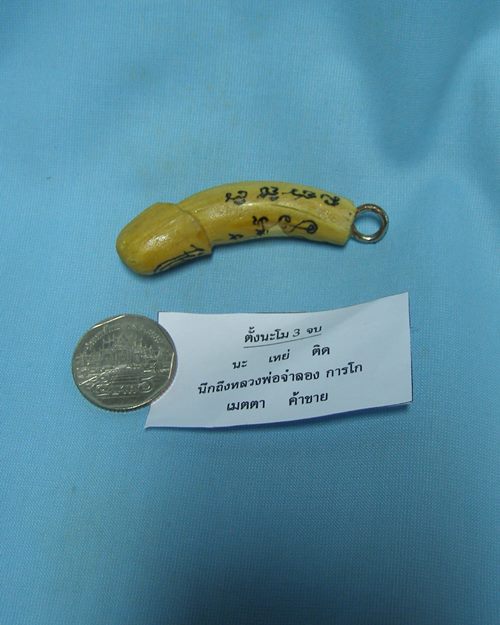 ตั้งนะโม 3 จบ
นะ เทย่ ติด
นึกถึงหลวงพ่อจำลอง การโก
เมตตา ค้าขาย